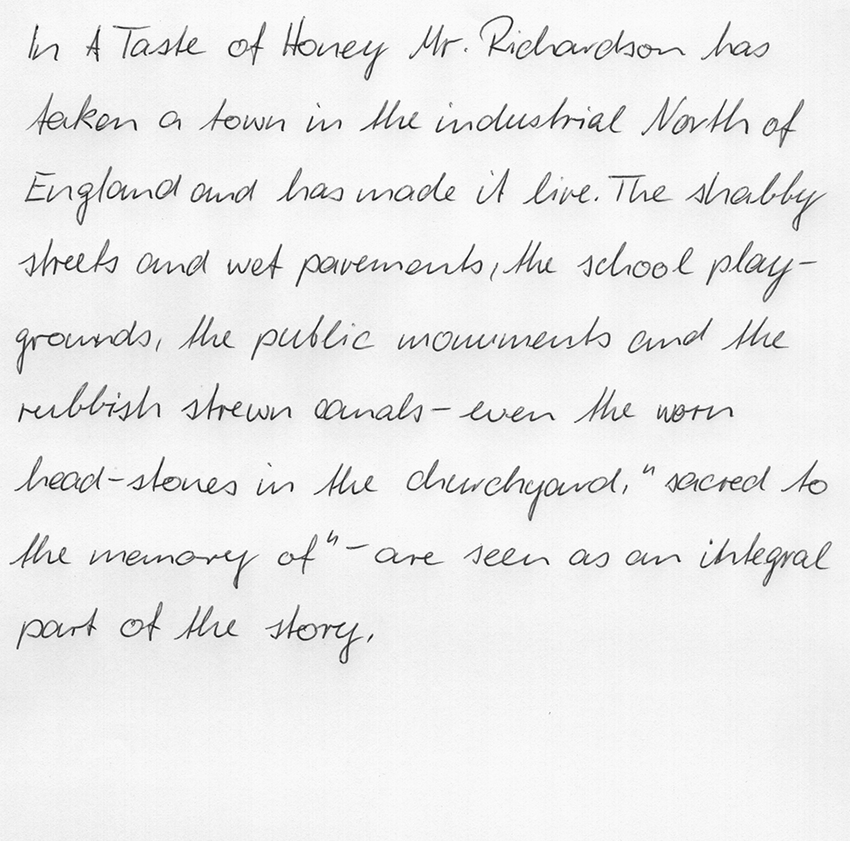 In A Taste of Honey Mr. Richardson has
taken a town in the industrial North of
England and has made it live. The shabby
streets and wet pavements, the school play-
grounds, the public monuments and the
rubbish strewn canals - even the worn
head-stones in the churchyard, "sacred to
the memory of" - are seen as an integral
part of the story.